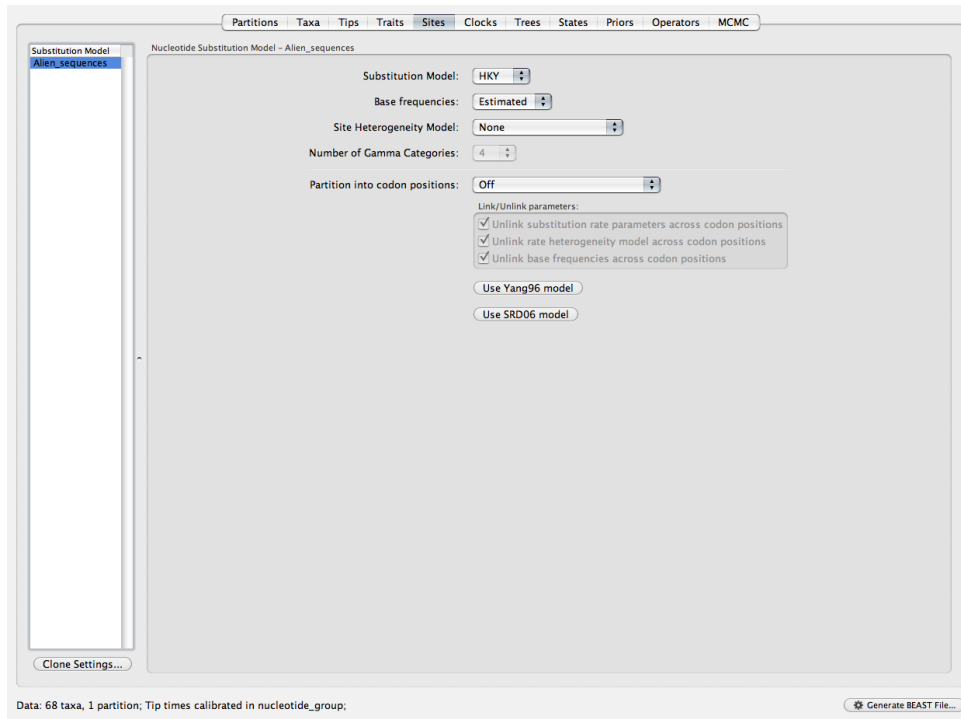 Partitions Taxa Tips Traits Sites Clocks Trees States Priors Operators MCMC
Substitution Model
Alien_sequences
Nucleotide Substitution Model - Alien_sequences
Substitution Model: HKY
Base frequencies: Estimated
Site Heterogeneity Model: None
Number of Gamma Categories: 4
Partition into codon positions: Off
Link/Unlink parameters:
Unlink substitution rate parameters across codon positions
Unlink rate heterogeneity model across codon positions
Unlink base frequencies across codon positions
Use Yang96 model
Use SRD06 model
Clone Settings...
Data: 68 taxa, 1 partition; Tip times calibrated in nucleotide_group;
Generate BEAST File...